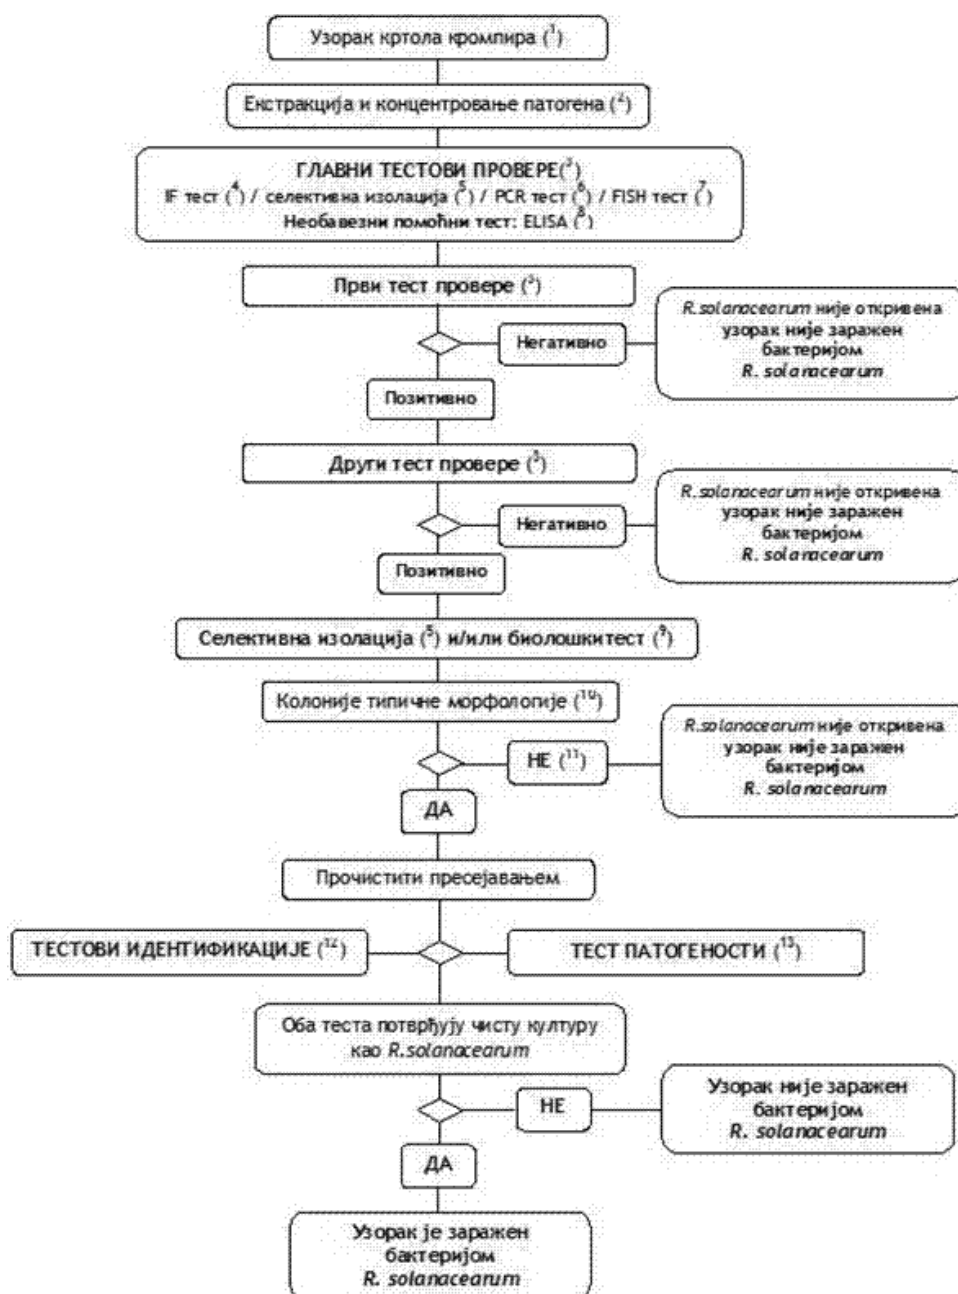 Узорак кртола кромпира (1)
Екстракција и концентровање патогена (2)
ГЛАВНИ ТЕСТОВИ ПРОВЕРЕ(3)
IF тест (4) / селективна изолација (5) / PCR тест (6) / FISH тест (7)
Необавезни помоћни тест: ELISA (8)
Први тест провере (3)
Негативно
R.solanacearum није откривена
узорак није заражен
бактеријом
R. solanacearum
Позитивно
Други тест провере (3)
Негативно
R.solanacearum није откривена
узорак није заражен
бактеријом
R. solanacearum
Позитивно
Селективна изолација (5) и/или биолошкитест (9)
Колоније типичне морфологије (10)
НЕ (11)
R.solanacearum није откривена
узорак није заражен
бактеријом
R. solanacearum
ДА
Прочистити пресејавањем
ТЕСТОВИ ИДЕНТИФИКАЦИЈЕ (12)
ТЕСТ ПАТОГЕНОСТИ (13)
Оба теста потврђују чисту културу
као R.solanacearum
НЕ
Узорак није заражен
бактеријом
R. solanacearum
ДА
Узорак је заражен
бактеријом
R. solanacearum